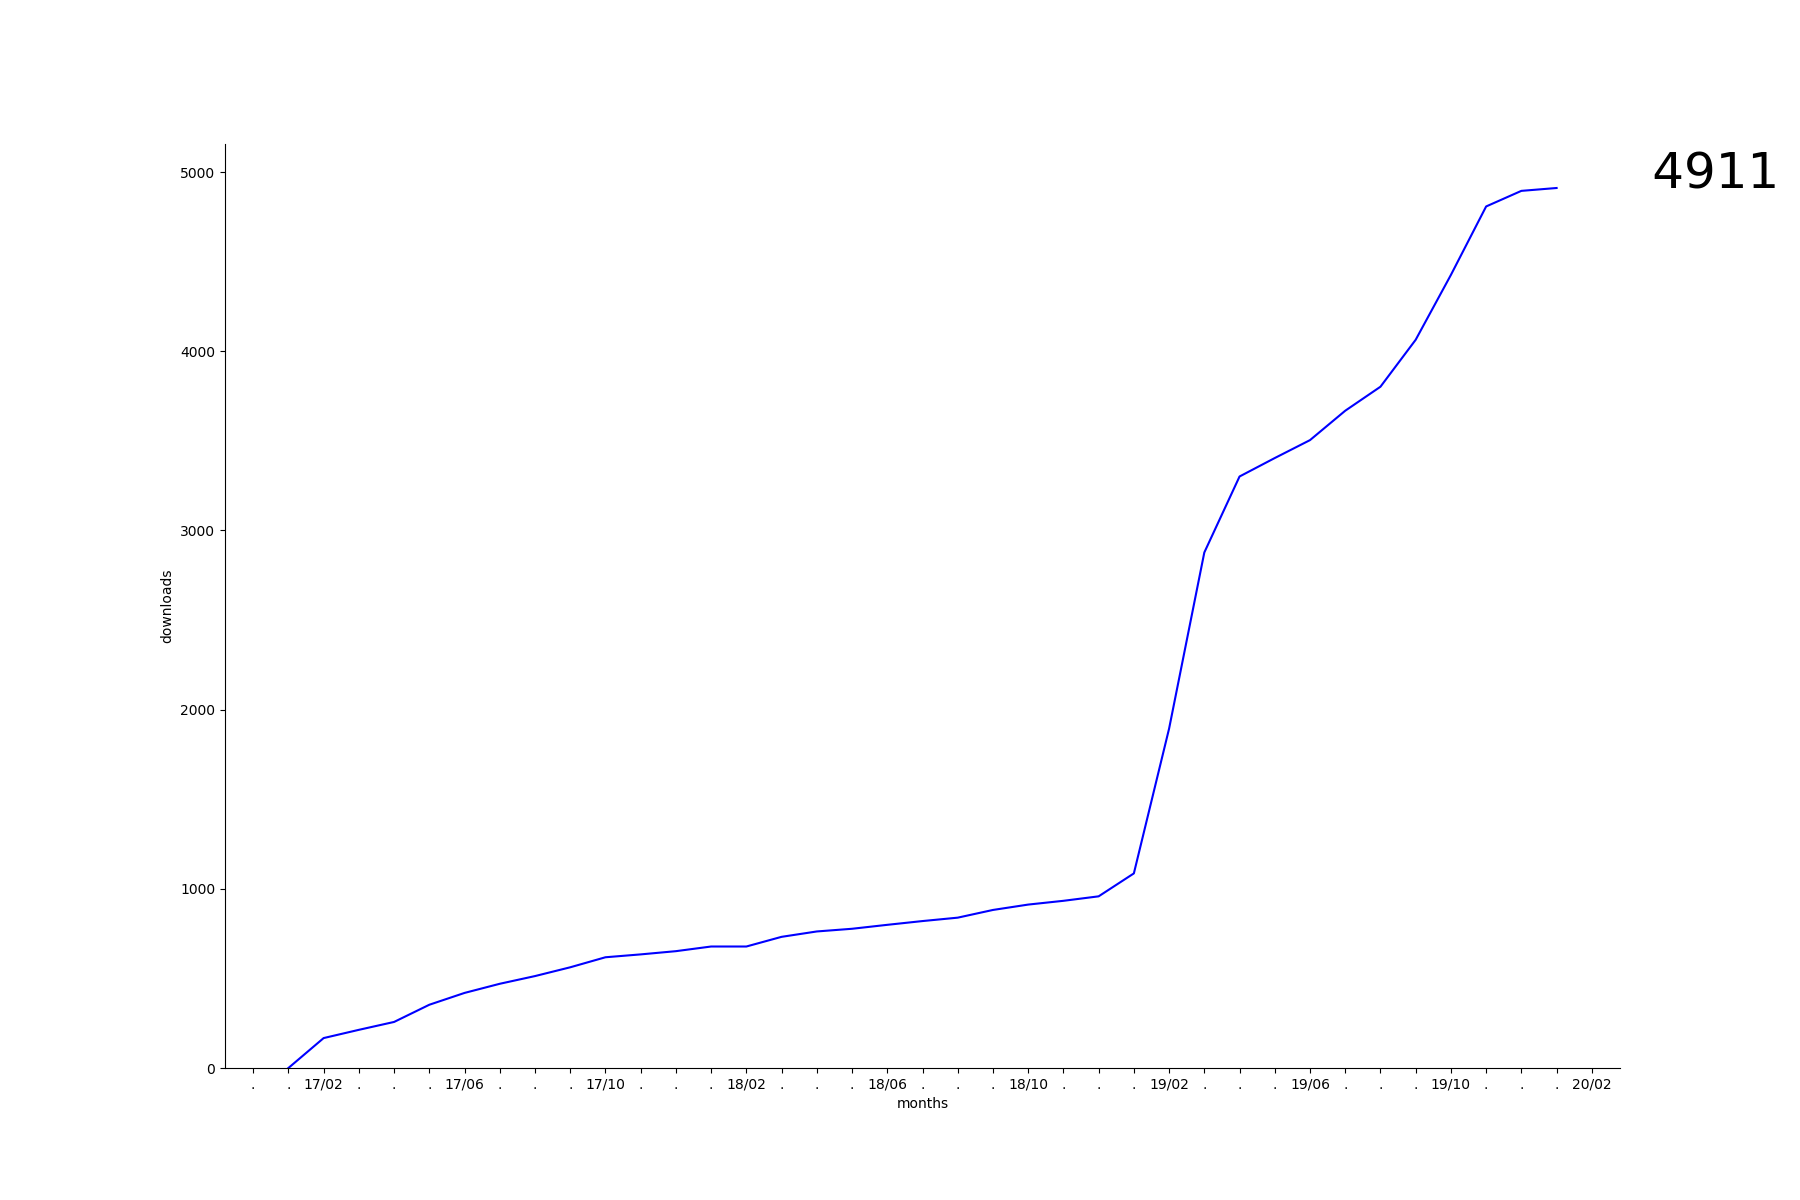 4911
5000
4000
3000
2000
1000
0
downloads
. . 17/02 . . . 17/06 . . . 17/10 . . . 18/02 . . . 18/06 . . . 18/10 . . . 19/02 . . . 19/06 . . . 19/10 . . . 20/02
months